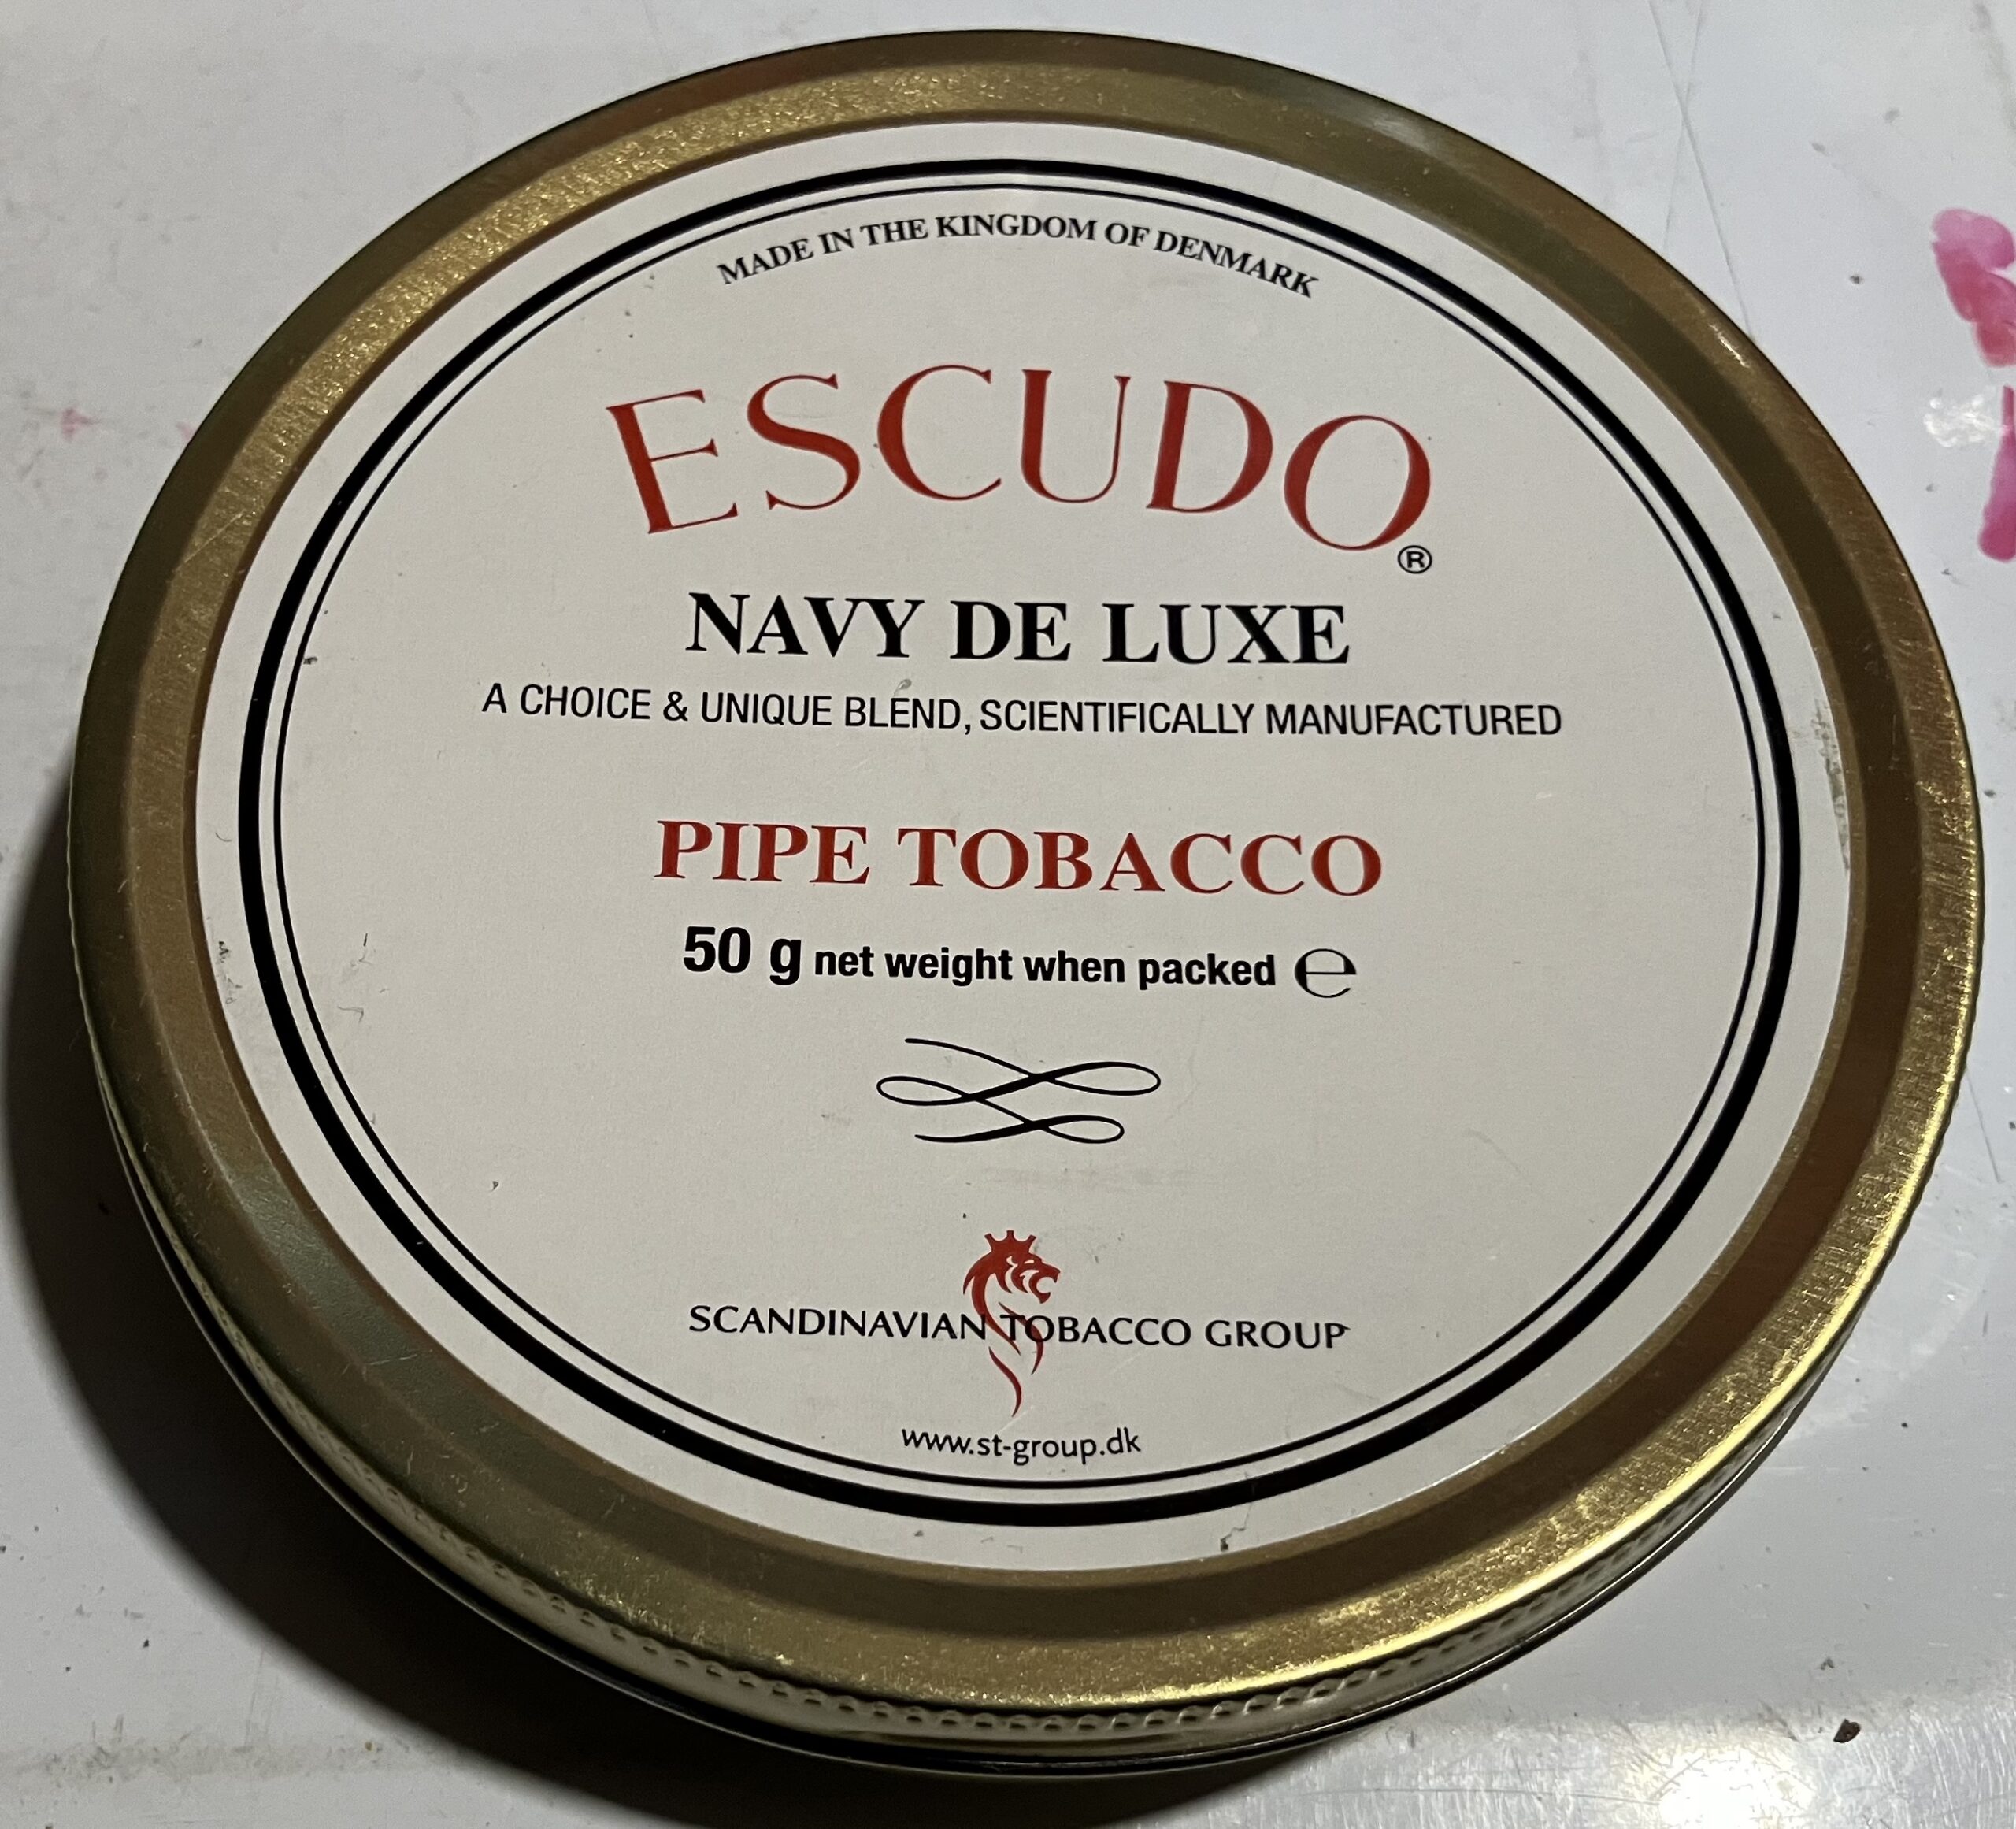 MADE IN THE KINGDOM OF DENMARK
ESCUDO®
NAVY DE LUXE
A CHOICE & UNIQUE BLEND, SCIENTIFICALLY MANUFACTURED
PIPE TOBACCO
50 g net weight when packed ℮
SCANDINAVIAN TOBACCO GROUP
www.st-group.dk